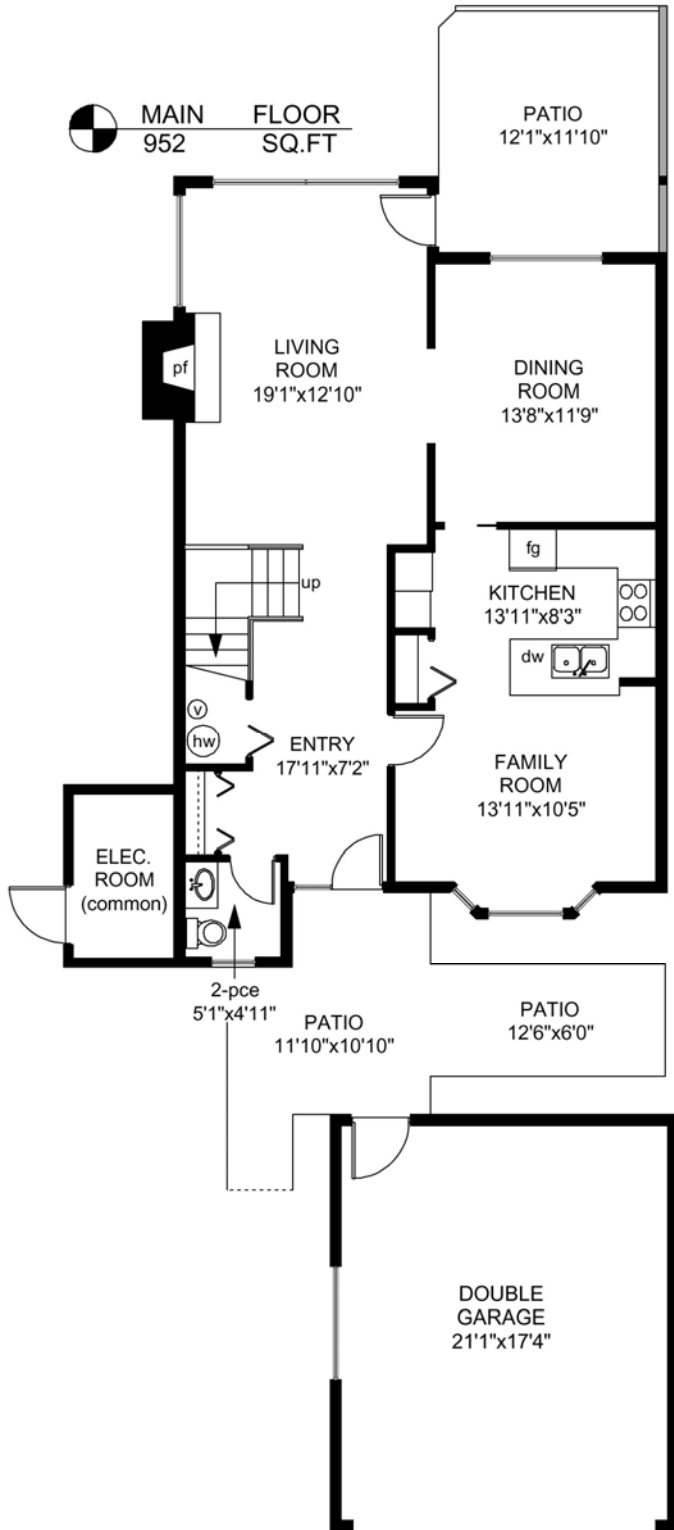 MAIN FLOOR
952 SQ.FT
PATIO
12'1"x11'10"
pf
LIVING
ROOM
19'1"x12'10"
DINING
ROOM
13'8"x11'9"
fg
up
KITCHEN
13'11"x8'3"
dw
v
hw
ENTRY
17'11"x7'2"
FAMILY
ROOM
13'11"x10'5"
ELEC.
ROOM
(common)
2-pce
5'1"x4'11"
PATIO
11'10"x10'10"
PATIO
12'6"x6'0"
DOUBLE
GARAGE
21'1"x17'4"